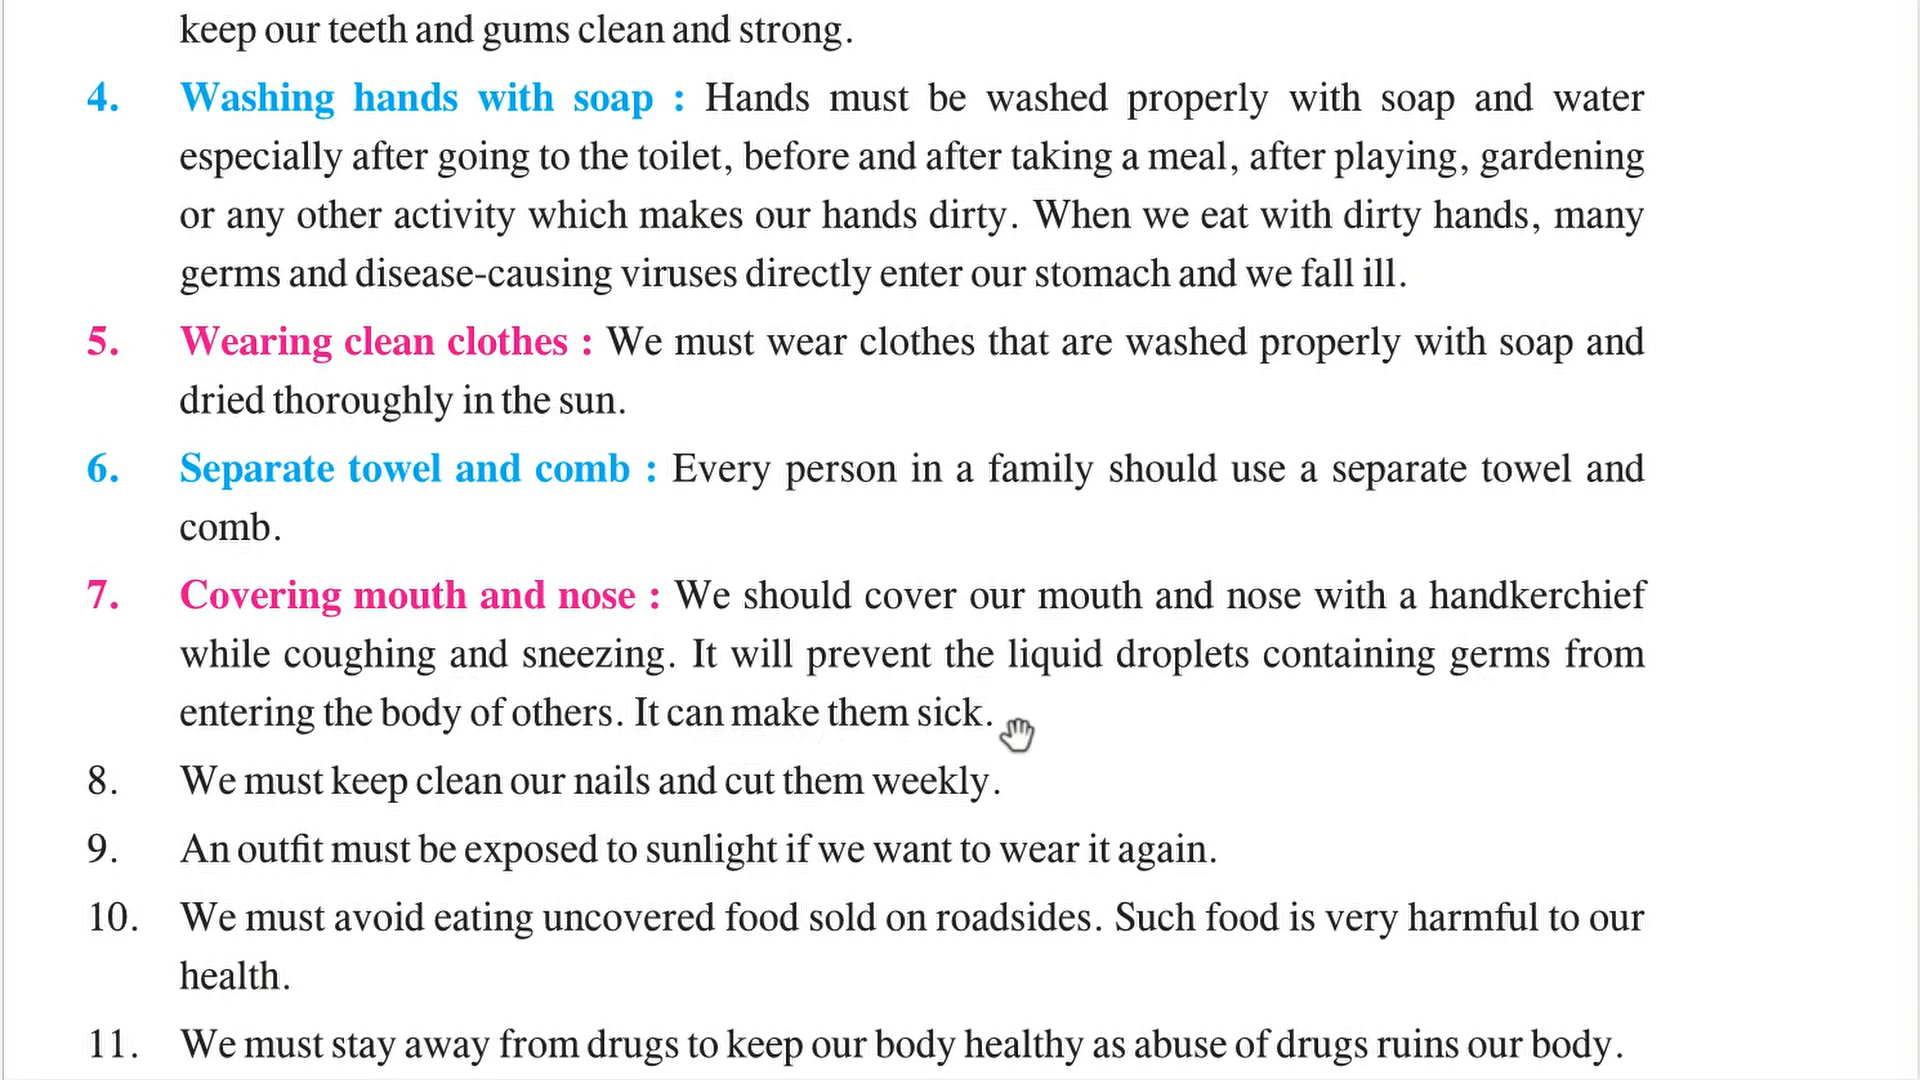 keep our teeth and gums clean and strong.
4. Washing hands with soap : Hands must be washed properly with soap and water
especially after going to the toilet, before and after taking a meal, after playing, gardening
or any other activity which makes our hands dirty. When we eat with dirty hands, many
germs and disease-causing viruses directly enter our stomach and we fall ill.
5. Wearing clean clothes : We must wear clothes that are washed properly with soap and
dried thoroughly in the sun.
6. Separate towel and comb : Every person in a family should use a separate towel and
comb.
7. Covering mouth and nose : We should cover our mouth and nose with a handkerchief
while coughing and sneezing. It will prevent the liquid droplets containing germs from
entering the body of others. It can make them sick.
8. We must keep clean our nails and cut them weekly.
9. An outfit must be exposed to sunlight if we want to wear it again.
10. We must avoid eating uncovered food sold on roadsides. Such food is very harmful to our
health.
11. We must stay away from drugs to keep our body healthy as abuse of drugs ruins our body.